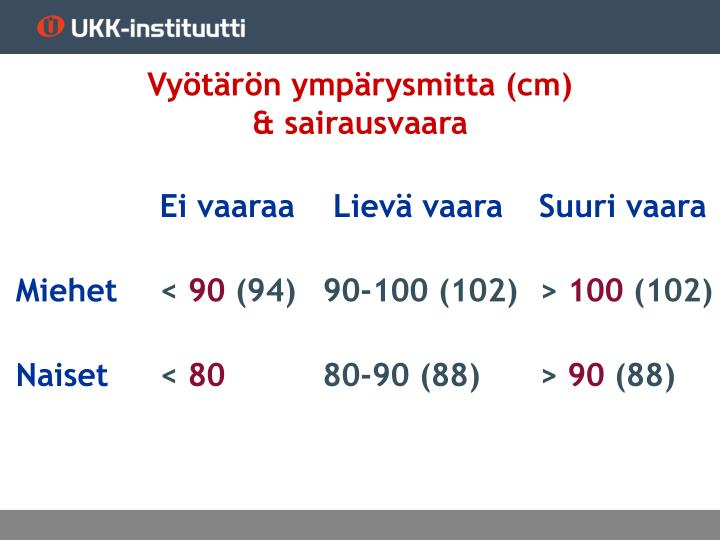 UKK-instituutti
Vyötärön ympärysmitta (cm)
& sairausvaara
Ei vaaraa Lievä vaara Suuri vaara
Miehet < 90 (94) 90-100 (102) > 100 (102)
Naiset < 80 80-90 (88) > 90 (88)